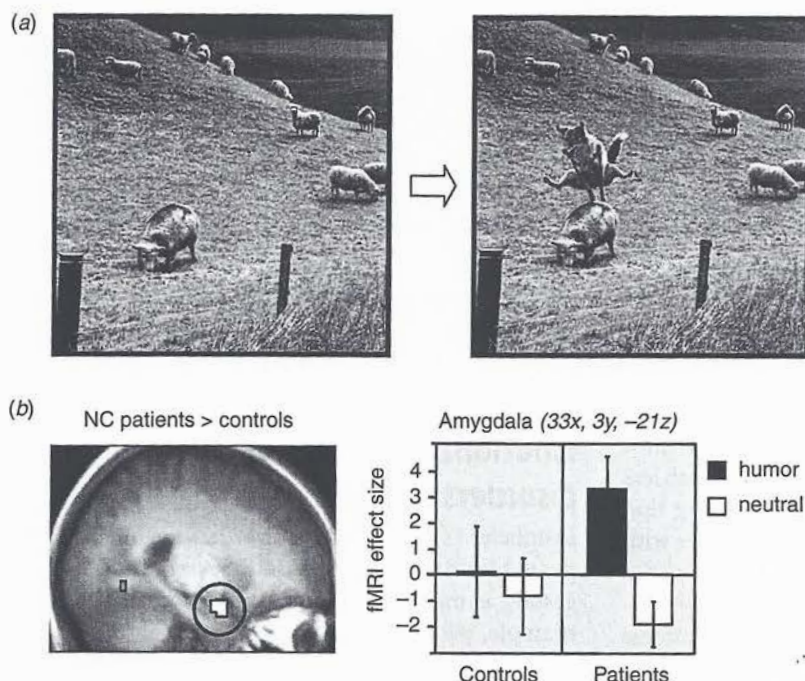 (a)
(b)
NC patients > controls
Amygdala (33x, 3y, –21z)
fMRI effect size
4
3
2
1
0
–1
–2
humor
neutral
Controls
Patients